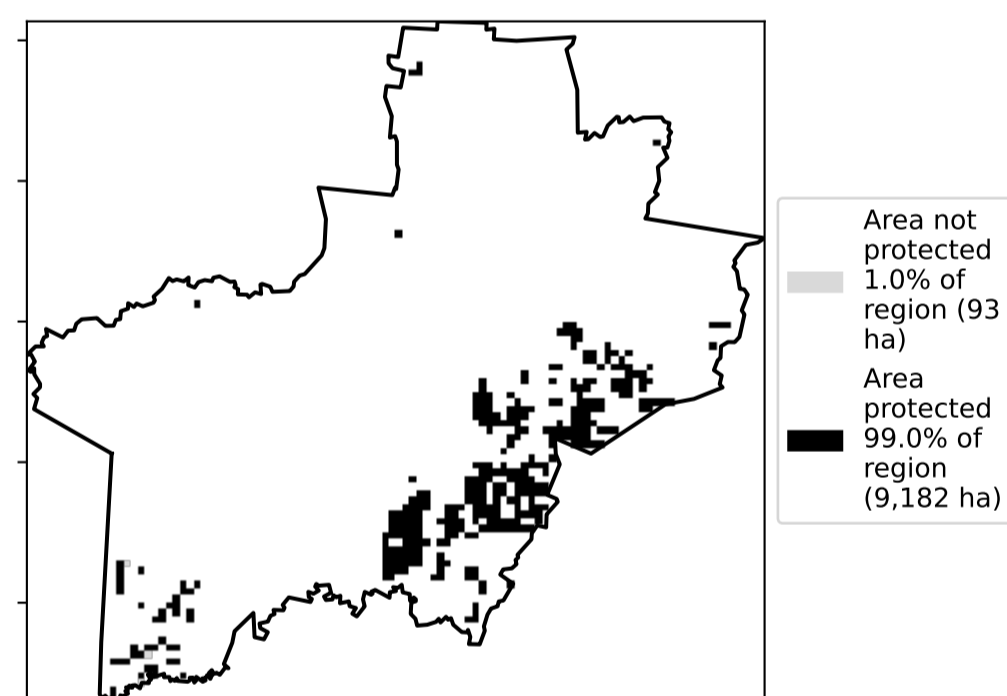 Area not
protected
1.0% of
region (93
ha)
Area
protected
99.0% of
region
(9,182 ha)